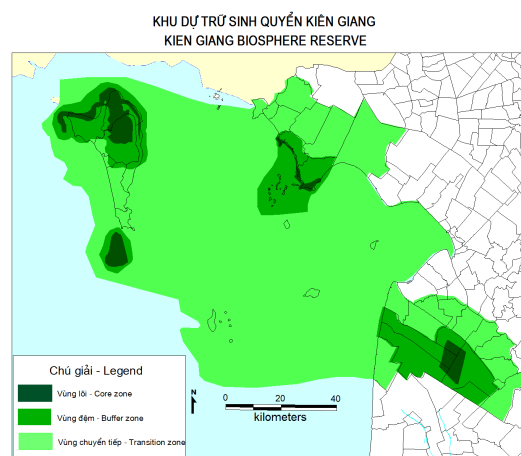 KHU DỰ TRỮ SINH QUYỂN KIÊN GIANG
KIEN GIANG BIOSPHERE RESERVE
Chú giải - Legend
Vùng lõi - Core zone
Vùng đệm - Buffer zone
Vùng chuyển tiếp - Transition zone
N
0 20 40
kilometers